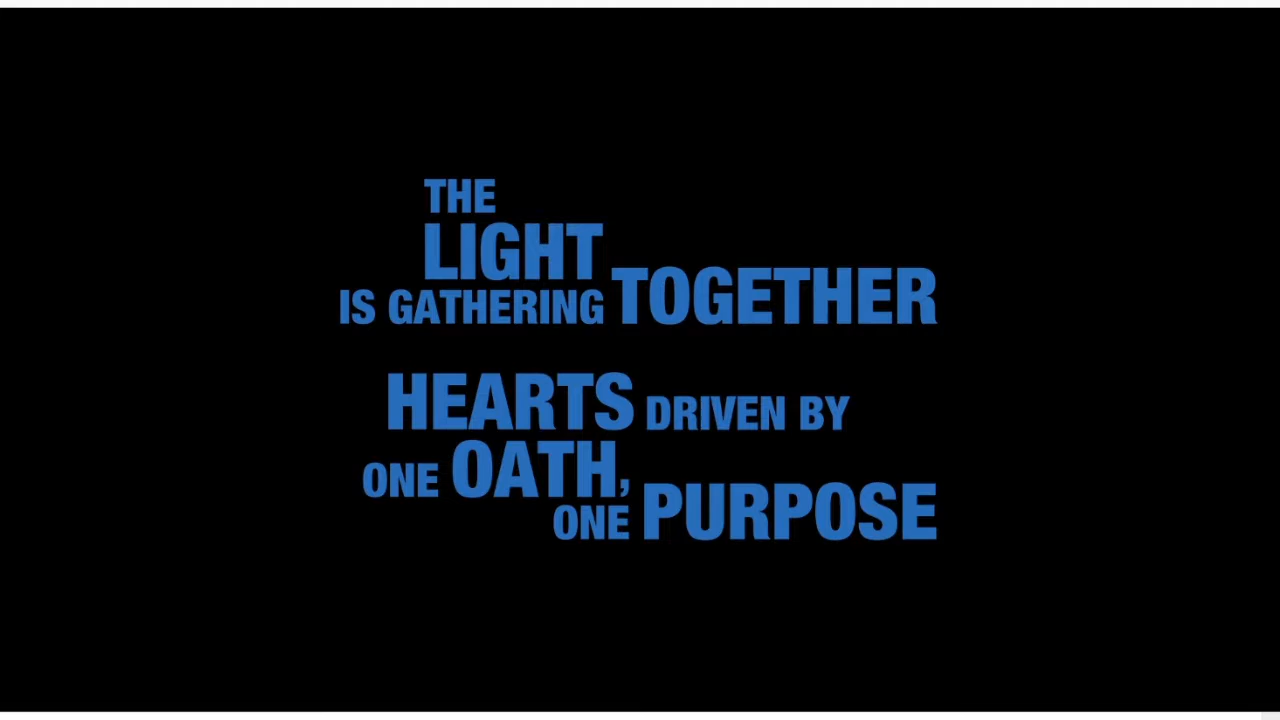 THE
LIGHT
IS GATHERING TOGETHER
HEARTS DRIVEN BY
ONE OATH,
ONE PURPOSE